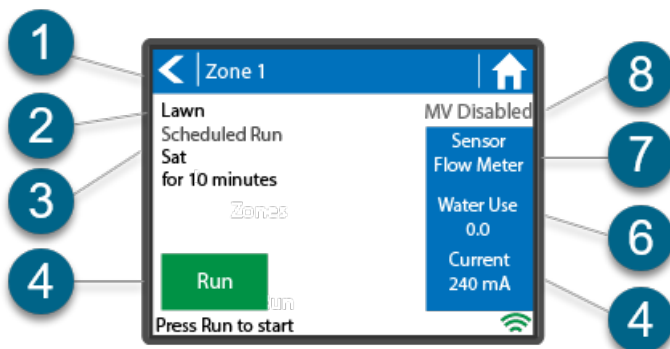 1
Zone 1
8
2
Lawn
MV Disabled
Scheduled Run
Sensor
7
Sat
Flow Meter
3
for 10 minutes
Zones
Water Use
6
0.0
4
Run
Current
240 mA
4
un
Press Run to start